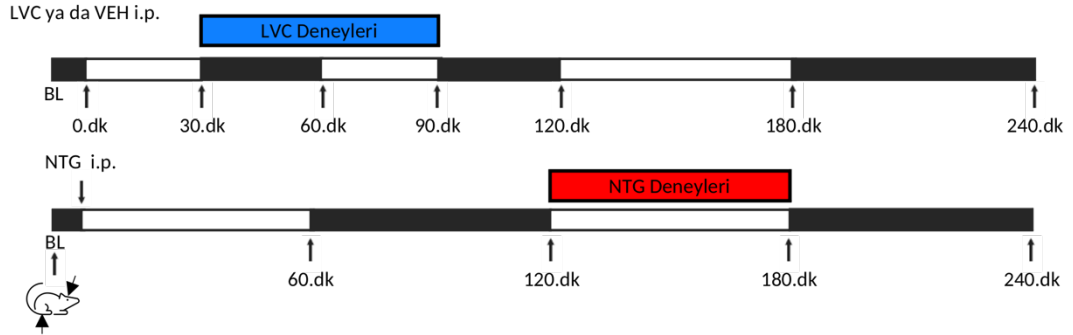 LVC ya da VEH i.p.
LVC Deneyleri
BL
0.dk 30.dk 60.dk 90.dk 120.dk 180.dk 240.dk
NTG i.p.
NTG Deneyleri
BL
60.dk 120.dk 180.dk 240.dk